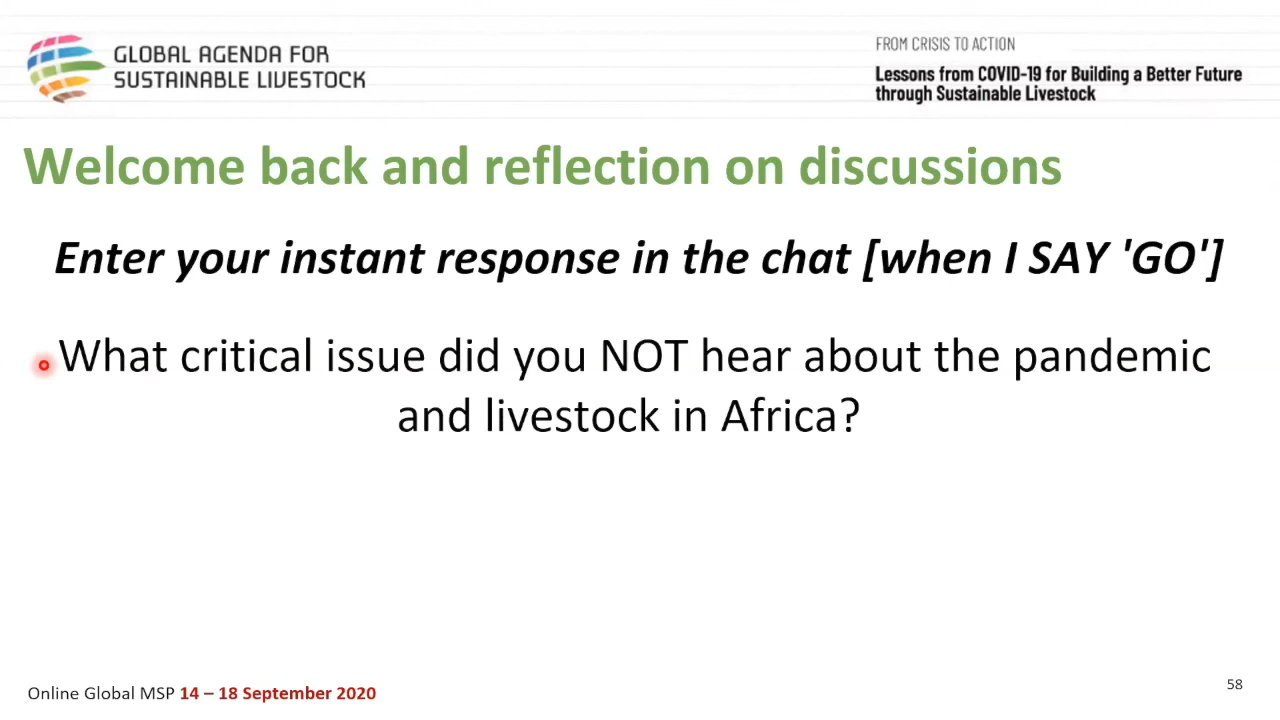 GLOBAL AGENDA FOR
SUSTAINABLE LIVESTOCK
FROM CRISIS TO ACTION
Lessons from COVID-19 for Building a Better Future
through Sustainable Livestock
Welcome back and reflection on discussions
Enter your instant response in the chat [when I SAY 'GO']
What critical issue did you NOT hear about the pandemic
and livestock in Africa?
Online Global MSP 14 – 18 September 2020
58